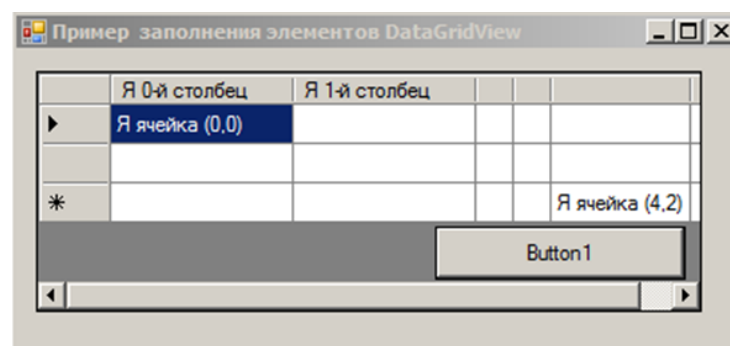 Пример заполнения элементов DataGridView
Я 0-й столбец Я 1-й столбец
Я ячейка (0,0)
Я ячейка (4,2)
Button1